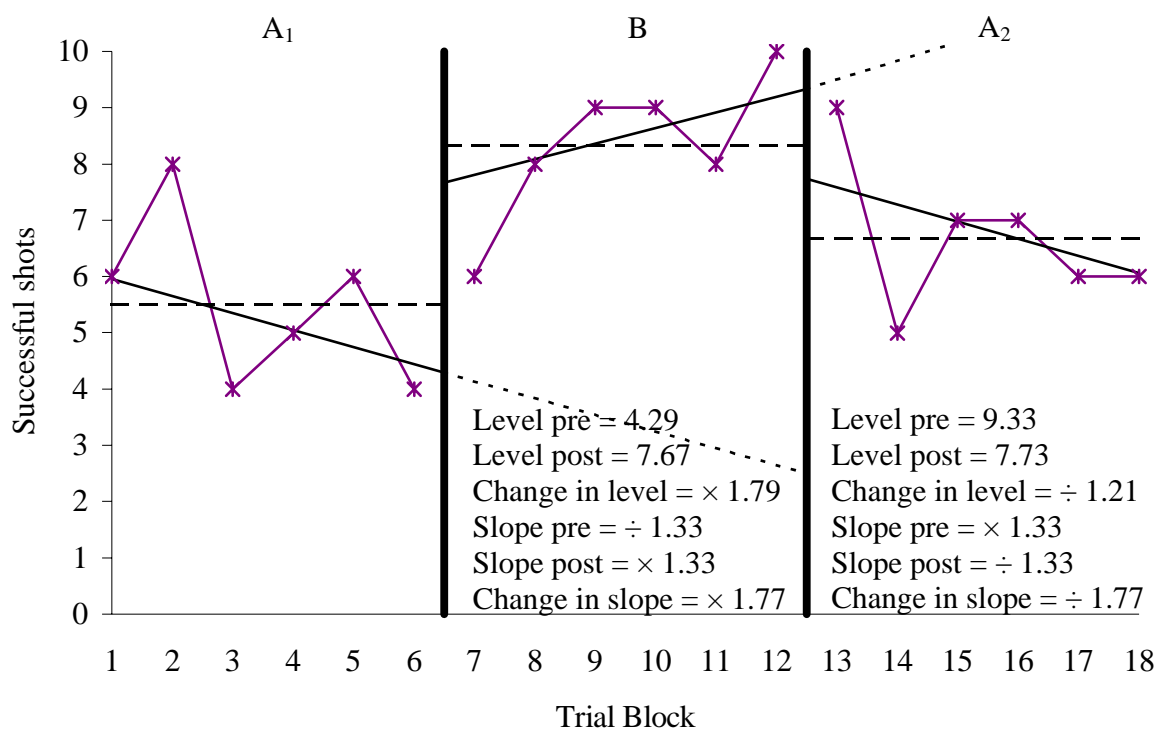 A₁ B A₂
10
9
8
7
6
5
4
3
2
1
0
Successful shots
Level pre = 4.29
Level post = 7.67
Change in level = × 1.79
Slope pre = ÷ 1.33
Slope post = × 1.33
Change in slope = × 1.77
Level pre = 9.33
Level post = 7.73
Change in level = ÷ 1.21
Slope pre = × 1.33
Slope post = ÷ 1.33
Change in slope = ÷ 1.77
1 2 3 4 5 6 7 8 9 10 11 12 13 14 15 16 17 18
Trial Block